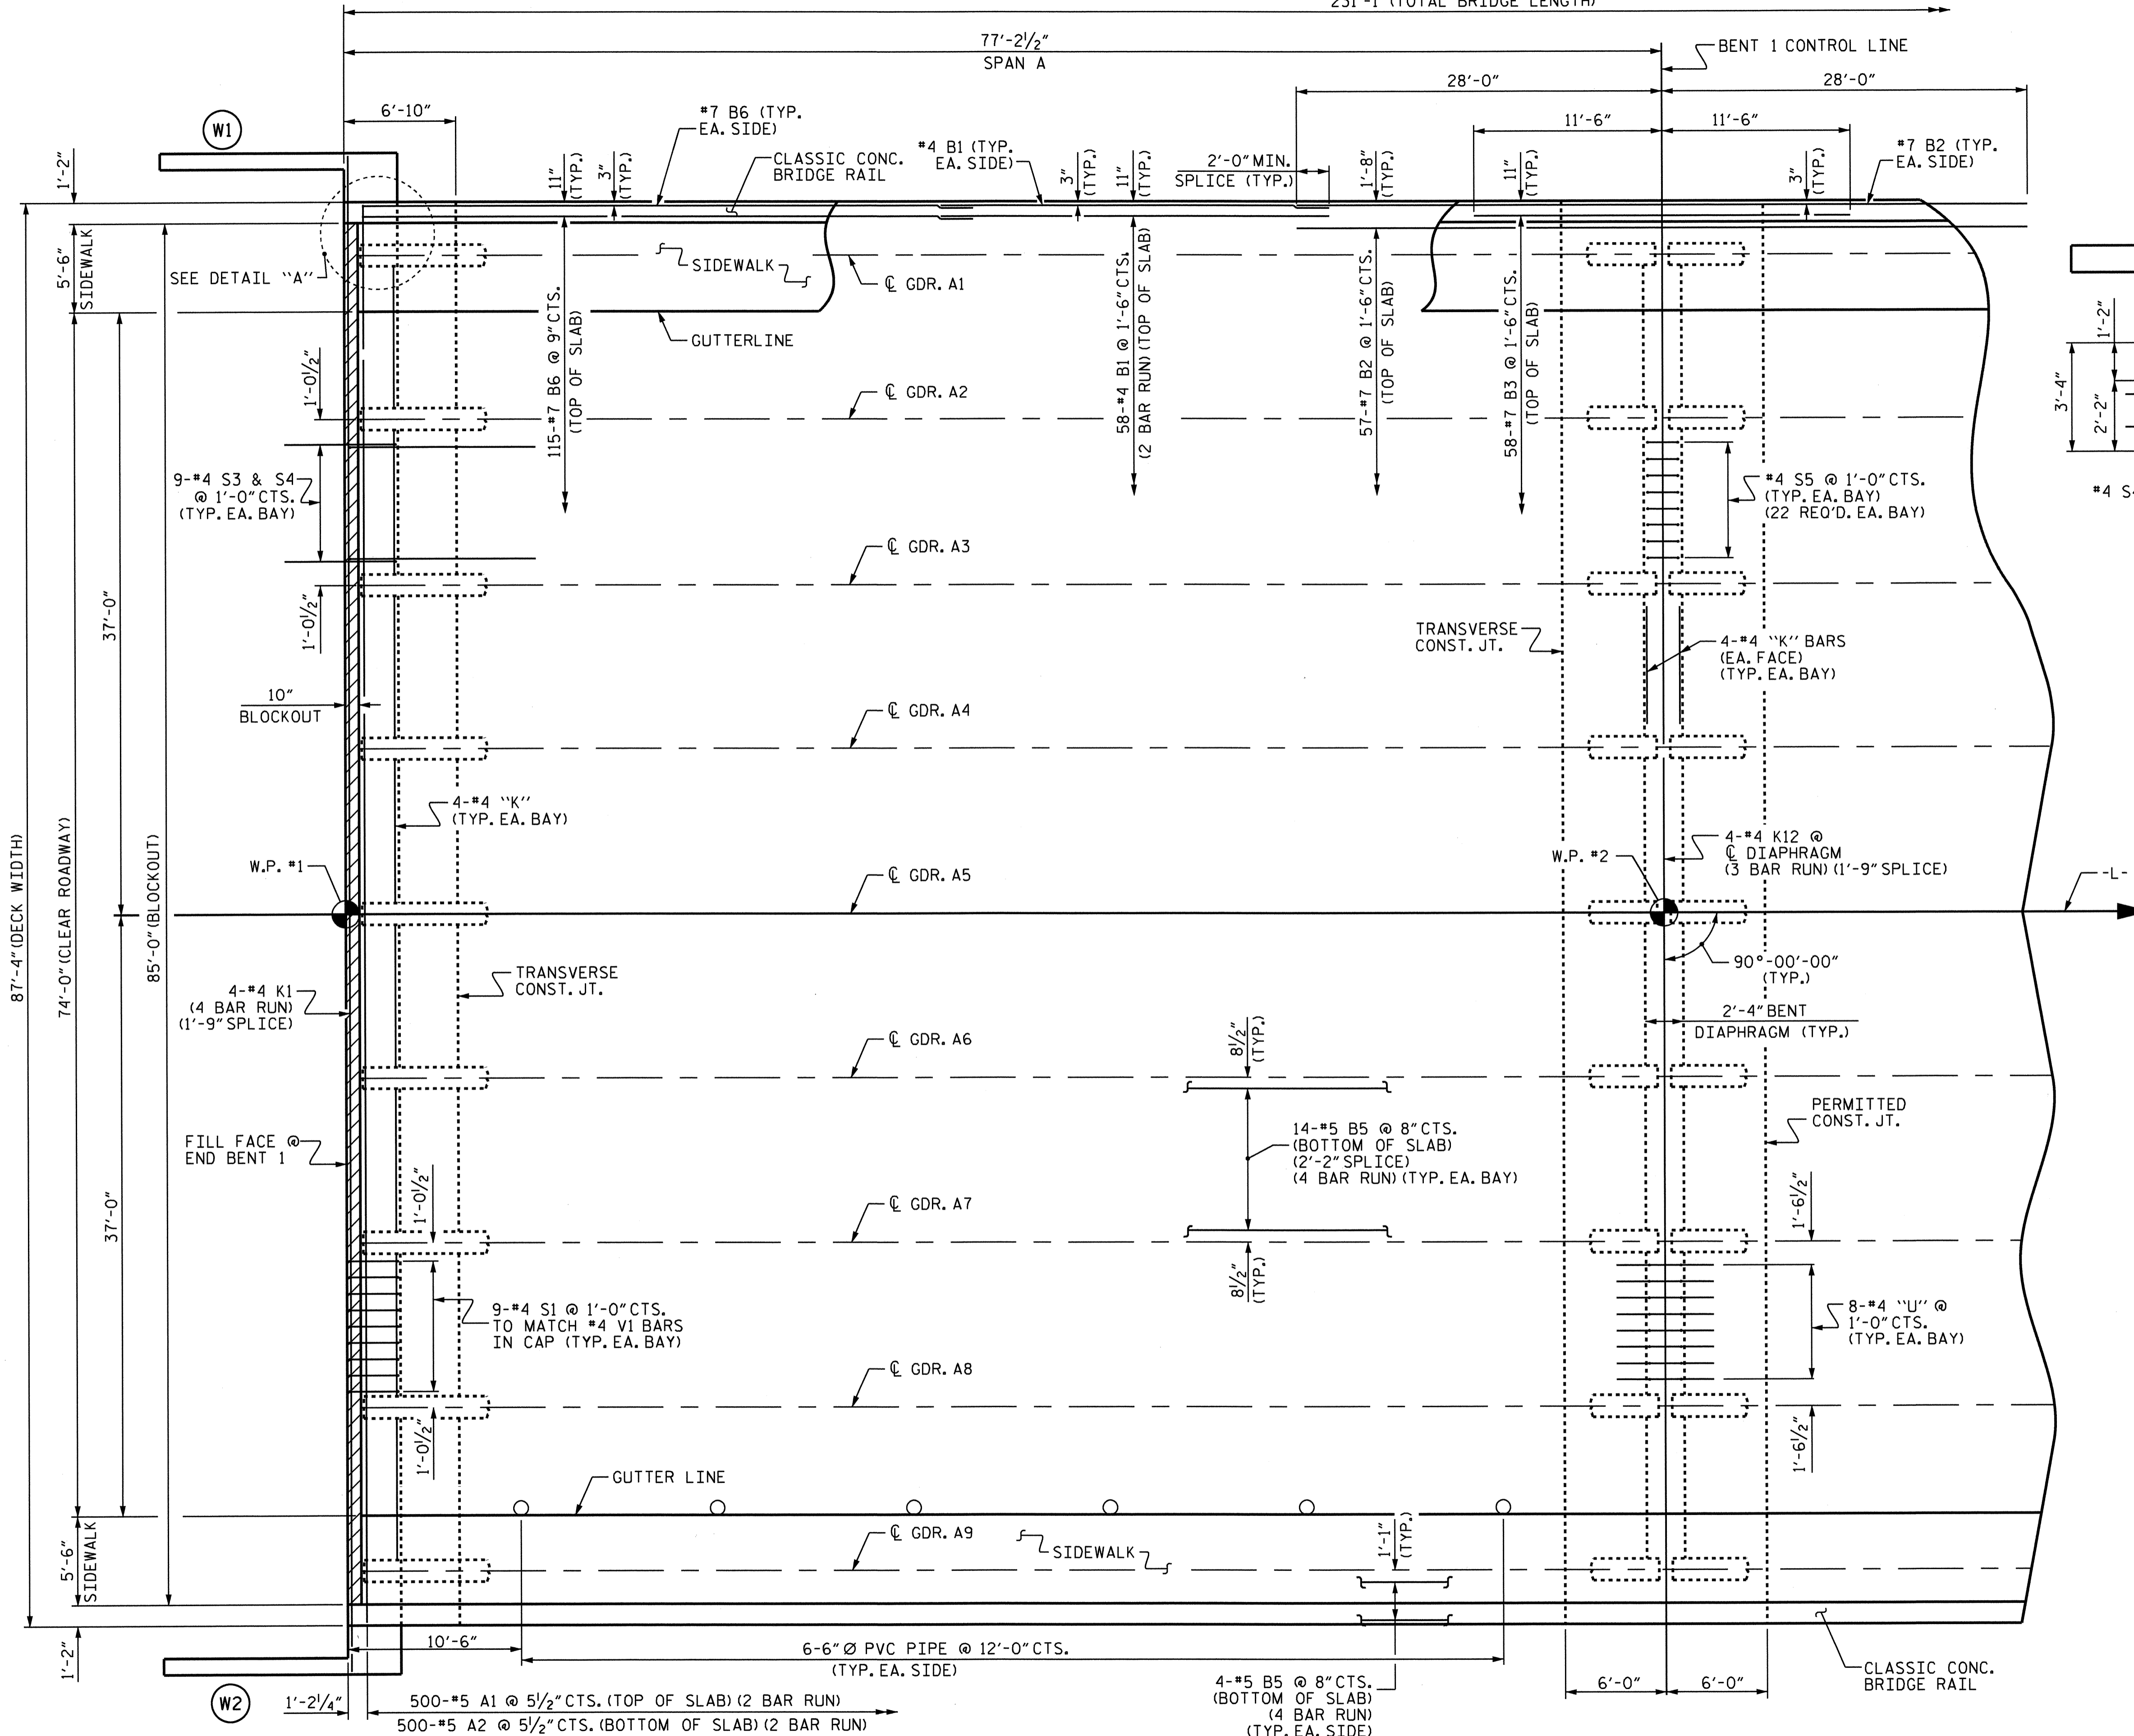 231'-1 (TOTAL BRIDGE LENGTH)
77'-2½"
SPAN A
BENT 1 CONTROL LINE
28'-0"
28'-0"
6'-10"
W1
#7 B6 (TYP.
EA. SIDE)
11'-6"
11'-6"
CLASSIC CONC.
BRIDGE RAIL
#4 B1 (TYP.
EA. SIDE)
2'-0" MIN.
SPLICE (TYP.)
#7 B2 (TYP.
EA. SIDE)
1'-2"
11"
(TYP.)
3"
(TYP.)
3"
(TYP.)
11"
(TYP.)
1'-8"
(TYP.)
11"
(TYP.)
3"
(TYP.)
5'-6"
SIDEWALK
SEE DETAIL "A"
SIDEWALK
℄ GDR. A1
GUTTERLINE
115-#7 B6 @ 9" CTS.
(TOP OF SLAB)
58-#4 B1 @ 1'-6" CTS.
(2 BAR RUN) (TOP OF SLAB)
57-#7 B2 @ 1'-6" CTS.
(TOP OF SLAB)
58-#7 B3 @ 1'-6" CTS.
(TOP OF SLAB)
1'-2"
3'-4"
2'-2"
#4 S4
1'-0½"
℄ GDR. A2
9-#4 S3 & S4
@ 1'-0" CTS.
(TYP. EA. BAY)
#4 S5 @ 1'-0" CTS.
(TYP. EA. BAY)
(22 REQ'D. EA. BAY)
℄ GDR. A3
1'-0½"
37'-0"
TRANSVERSE
CONST. JT.
4-#4 "K" BARS
(EA. FACE)
(TYP. EA. BAY)
10"
BLOCKOUT
℄ GDR. A4
4-#4 "K"
(TYP. EA. BAY)
87'-4" (DECK WIDTH)
74'-0" (CLEAR ROADWAY)
85'-0" (BLOCKOUT)
W.P. #1
℄ GDR. A5
W.P. #2
4-#4 K12 @
℄ DIAPHRAGM
(3 BAR RUN) (1'-9" SPLICE)
-L-
90°-00'-00"
(TYP.)
4-#4 K1
(4 BAR RUN)
(1'-9" SPLICE)
TRANSVERSE
CONST. JT.
2'-4" BENT
DIAPHRAGM (TYP.)
℄ GDR. A6
8½"
(TYP.)
PERMITTED
CONST. JT.
FILL FACE @
END BENT 1
14-#5 B5 @ 8" CTS.
(BOTTOM OF SLAB)
(2'-2" SPLICE)
(4 BAR RUN) (TYP. EA. BAY)
37'-0"
1'-0½"
℄ GDR. A7
1'-6½"
8½"
(TYP.)
9-#4 S1 @ 1'-0" CTS.
TO MATCH #4 V1 BARS
IN CAP (TYP. EA. BAY)
8-#4 "U" @
1'-0" CTS.
(TYP. EA. BAY)
℄ GDR. A8
1'-0½"
1'-6½"
GUTTER LINE
5'-6"
SIDEWALK
℄ GDR. A9
SIDEWALK
1'-1"
(TYP.)
1'-2"
10'-6"
6-6" Ø PVC PIPE @ 12'-0" CTS.
(TYP. EA. SIDE)
6'-0"
6'-0"
CLASSIC CONC.
BRIDGE RAIL
W2
1'-2¼"
500-#5 A1 @ 5½" CTS. (TOP OF SLAB) (2 BAR RUN)
500-#5 A2 @ 5½" CTS. (BOTTOM OF SLAB) (2 BAR RUN)
4-#5 B5 @ 8" CTS.
(BOTTOM OF SLAB)
(4 BAR RUN)
(TYP. EA. SIDE)